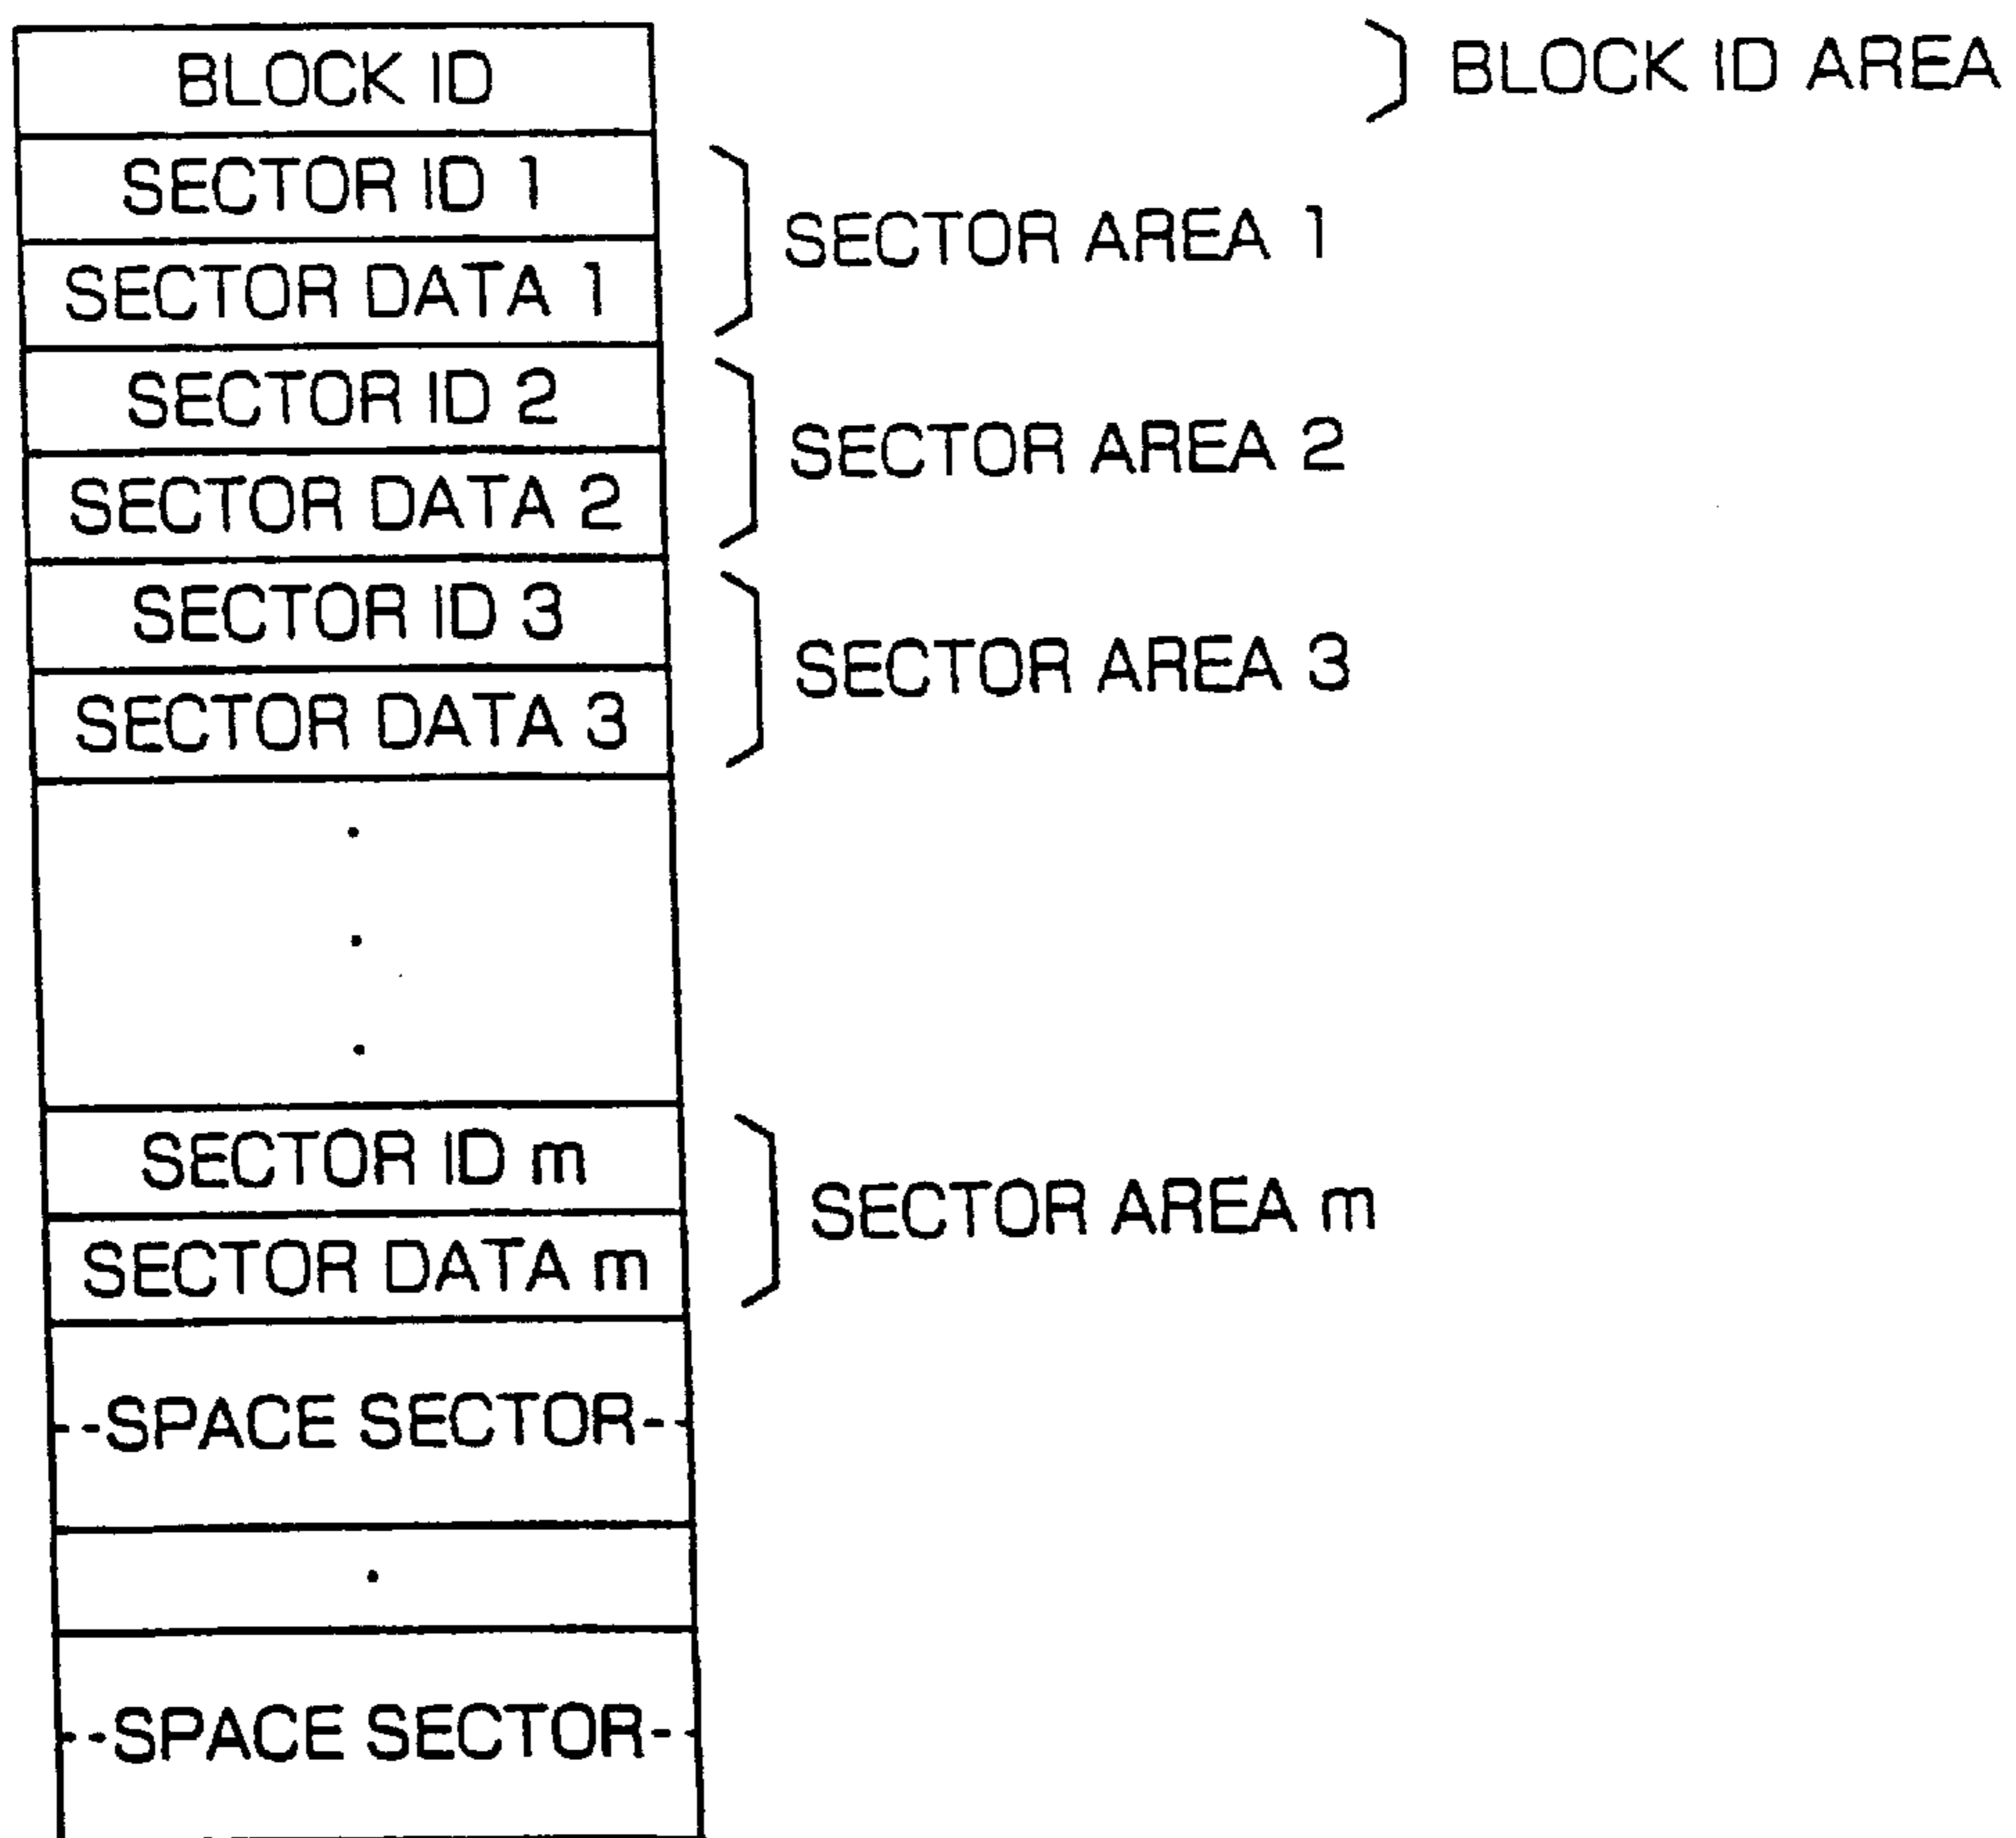 BLOCK ID
BLOCK ID AREA
SECTOR ID 1
SECTOR AREA 1
SECTOR DATA 1
SECTOR ID 2
SECTOR AREA 2
SECTOR DATA 2
SECTOR ID 3
SECTOR AREA 3
SECTOR DATA 3
SECTOR ID m
SECTOR AREA m
SECTOR DATA m
--SPACE SECTOR--
--SPACE SECTOR--